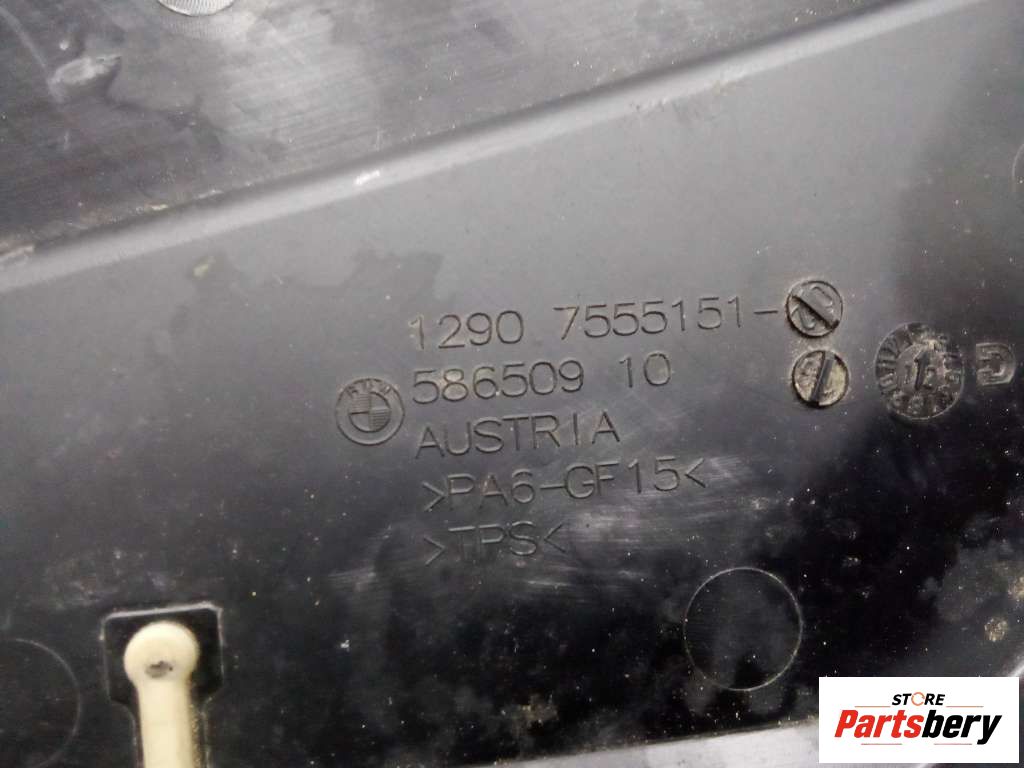 1290 7555151-
586509 10
AUSTRIA
>PA6-GF15<
>TPS<
G
STORE
Partsbery